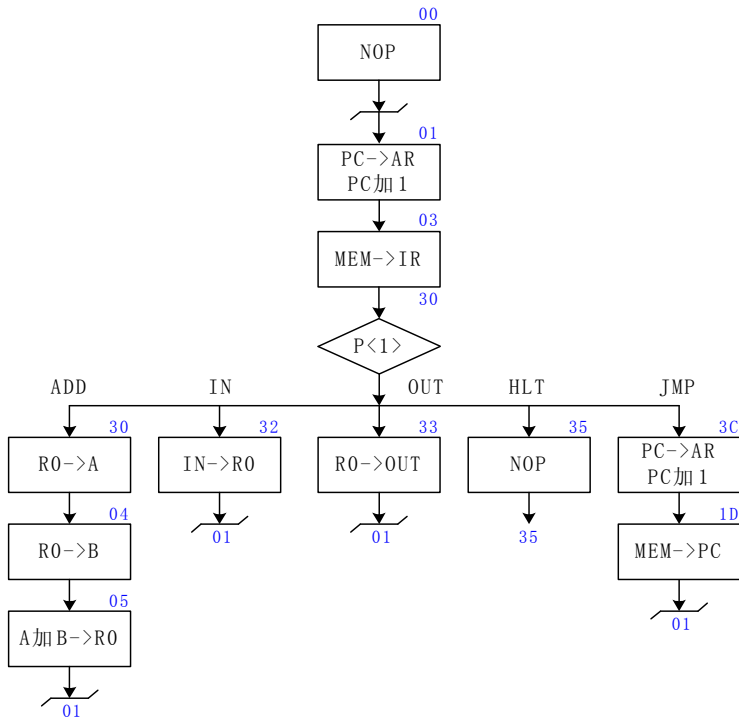 00
NOP
01
PC->AR
PC加1
03
MEM->IR
30
P<1>
ADD
IN
OUT
HLT
JMP
30
32
33
35
3C
R0->A
IN->R0
R0->OUT
NOP
PC->AR
PC加1
04
01
01
35
1D
R0->B
MEM->PC
05
01
A加B->R0
01